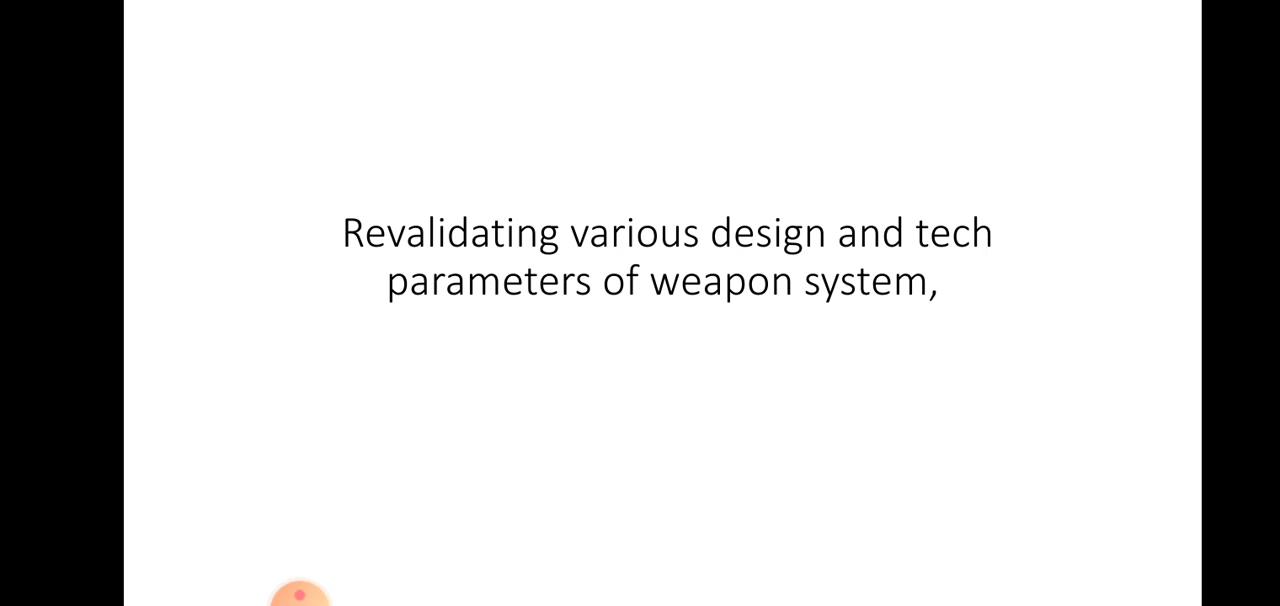 Revalidating various design and tech
parameters of weapon system,